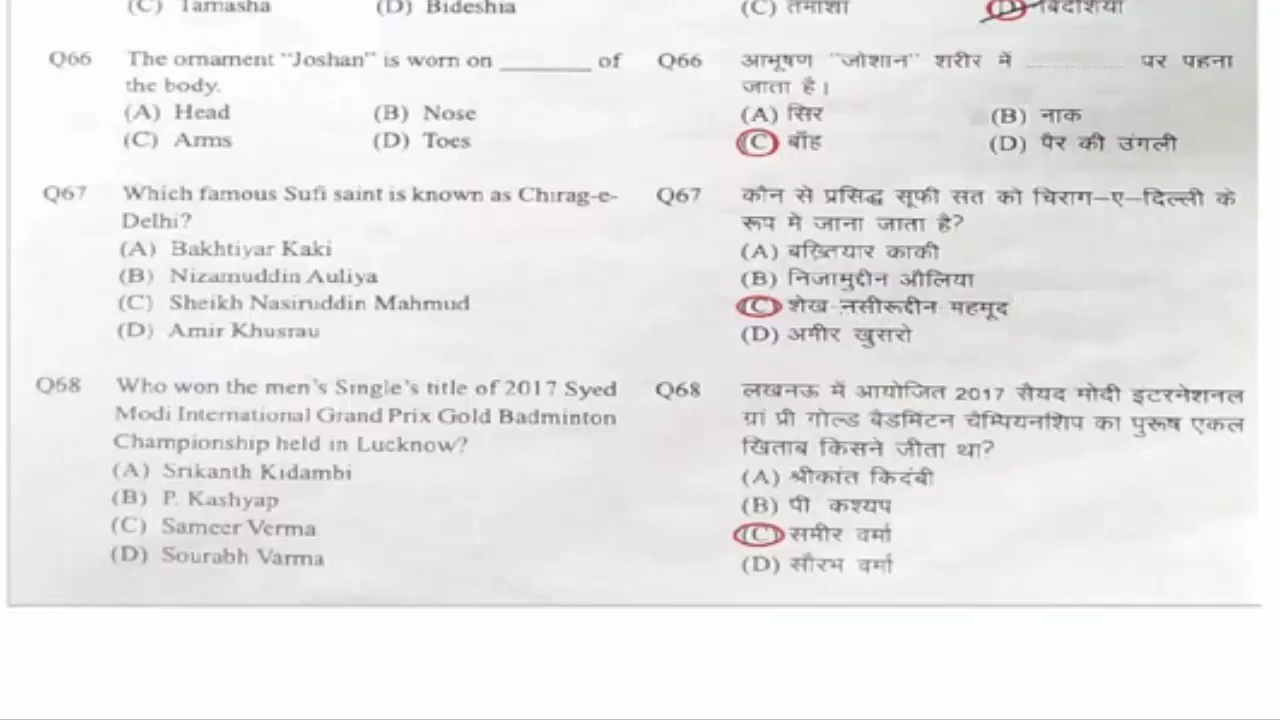 (C) Tamasha (D) Bideshia
Q66 The ornament "Joshan" is worn on ________ of
the body.
(A) Head (B) Nose
(C) Arms (D) Toes
Q67 Which famous Sufi saint is known as Chirag-e-
Delhi?
(A) Bakhtiyar Kaki
(B) Nizamuddin Auliya
(C) Sheikh Nasiruddin Mahmud
(D) Amir Khusrau
Q68 Who won the men's Single's title of 2017 Syed
Modi International Grand Prix Gold Badminton
Championship held in Lucknow?
(A) Srikanth Kidambi
(B) P. Kashyap
(C) Sameer Verma
(D) Sourabh Varma
(C) तमाशा (D) बिदेशिया
Q66 आभूषण "जोशान" शरीर में ............... पर पहना
जाता है।
(A) सिर (B) नाक
(C) बाँह (D) पैर की उंगली
Q67 कौन से प्रसिद्ध सूफी संत को चिराग–ए–दिल्ली के
रूप में जाना जाता है?
(A) बख़्तियार काकी
(B) निजामुद्दीन औलिया
(C) शेख नसीरूद्दीन महमूद
(D) अमीर खुसरो
Q68 लखनऊ में आयोजित 2017 सैयद मोदी इटरनेशनल
ग्रां प्री गोल्ड बैडमिंटन चैम्पियनशिप का पुरूष एकल
खिताब किसने जीता था?
(A) श्रीकांत किदंबी
(B) पी कश्यप
(C) समीर वर्मा
(D) सौरभ वर्मा